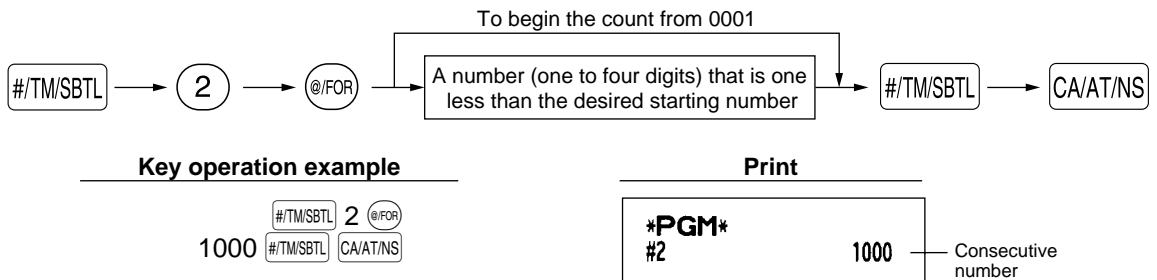 To begin the count from 0001
#/TM/SBTL 2 @/FOR A number (one to four digits) that is one
less than the desired starting number #/TM/SBTL CA/AT/NS
Key operation example
#/TM/SBTL 2 @/FOR
1000 #/TM/SBTL CA/AT/NS
Print
*PGM*
#2 1000
Consecutive
number